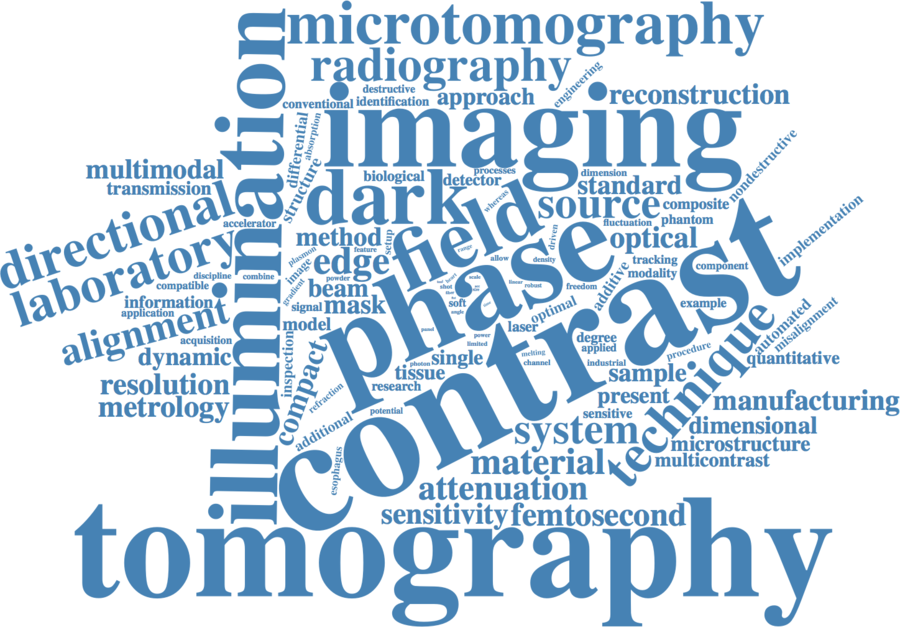 microtomography
illumination
radiography
engineering
destructive
conventional
identification
approach
reconstruction
imaging
absorption
differential
structure
multimodal
transmission
biological
processes
detector
dimension
standard
nondestructive
dark
whereas
source
composite
directional
accelerator
fluctuation
phantom
implementation
method
setup
feature
field
range
driven
optical
laboratory
plasmon
image
gradient
edge
allow
density
tracking
modality
component
discipline
compatible
combine
powder
beam
phase
linear
robust
freedom
additive
information
application
signal
mask
shut
soft
angle
scale
optimal
example
contrast
alignment
model
laser
automated
misalignment
acquisition
power
limited
degree
applied
procedure
dynamic
inspection
compact
single
photon
tissue
melting
channel
industrial
quantitative
resolution
research
sample
technique
metrology
refraction
potential
present
sensitive
manufacturing
additional
esophagus
system
dimensional
microstructure
material
multicontrast
attenuation
sensitivity
femtosecond
tomography